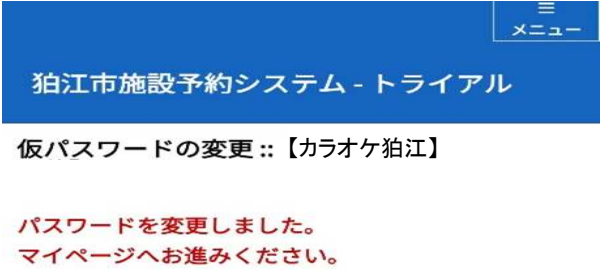 メニュー
狛江市施設予約システム - トライアル
仮パスワードの変更 :: 【カラオケ狛江】
パスワードを変更しました。
マイページへお進みください。